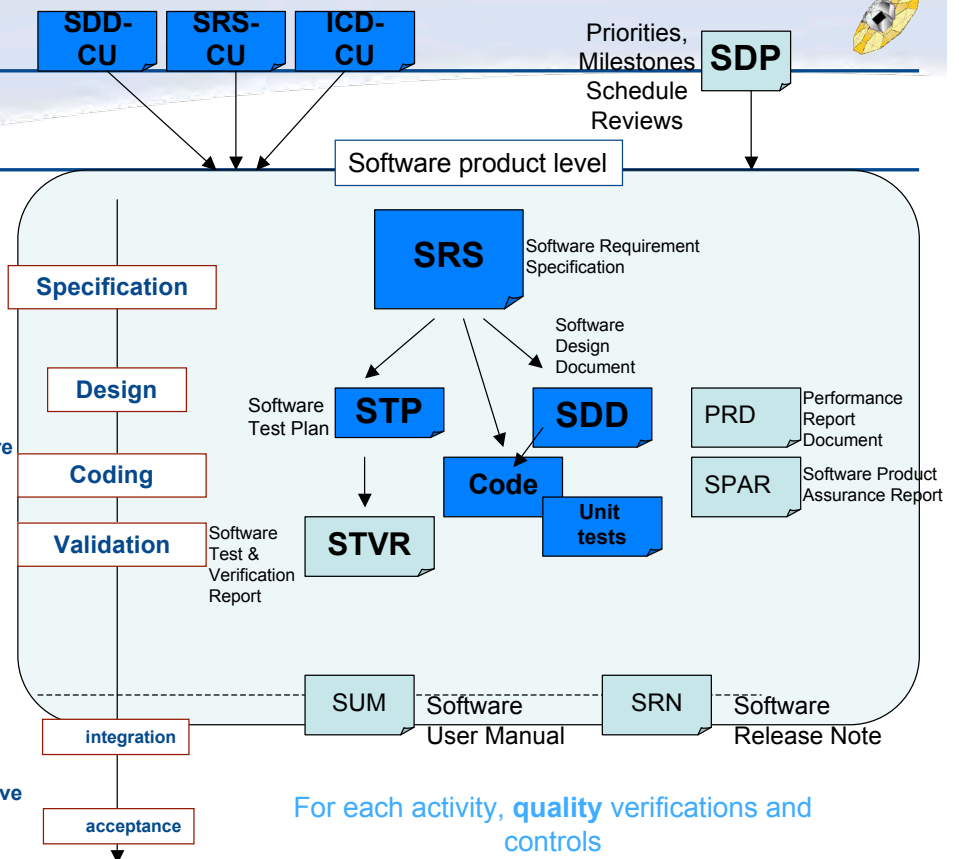 SDD-
CU
SRS-
CU
ICD-
CU
Priorities,
Milestones
Schedule
Reviews
SDP
Software product level
SRS
Software Requirement
Specification
Specification
Software
Design
Document
Design
Software
Test Plan
STP
SDD
PRD
Performance
Report
Document
ve
Coding
Code
SPAR
Software Product
Assurance Report
Unit
tests
Validation
Software
Test &
Verification
Report
STVR
SUM
Software
User Manual
SRN
Software
Release Note
integration
ve
acceptance
For each activity, quality verifications and
controls